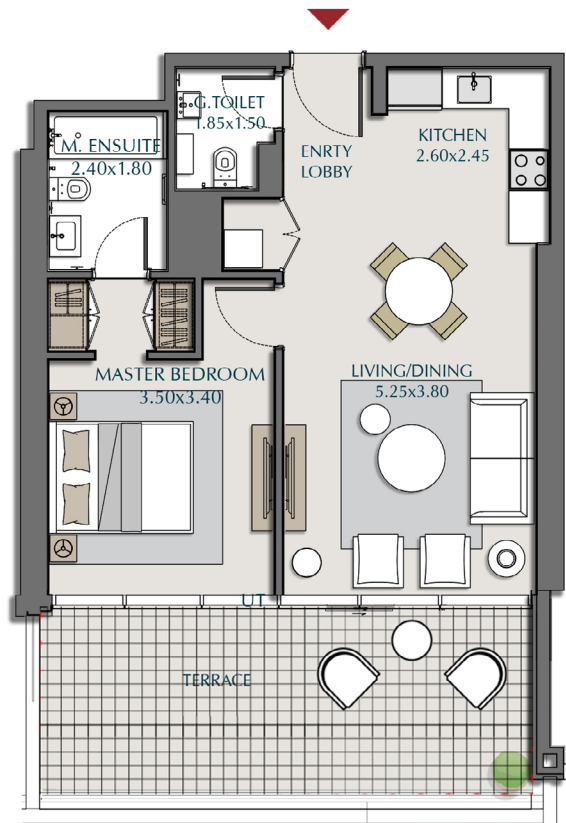 G.TOILET
1.85x1.50
M. ENSUITE
2.40x1.80
ENRTY
LOBBY
KITCHEN
2.60x2.45
MASTER BEDROOM
3.50x3.40
LIVING/DINING
5.25x3.80
UT
TERRACE